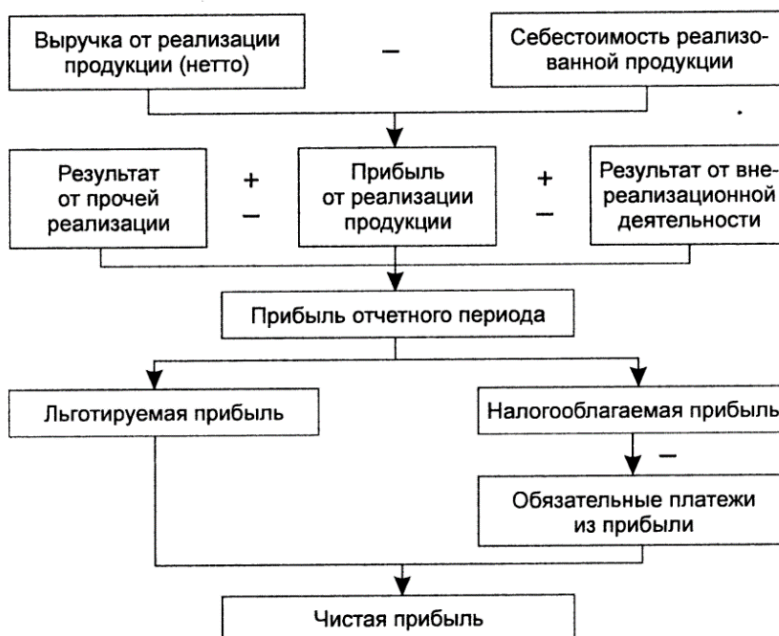 Выручка от реализации
продукции (нетто)
–
Себестоимость реализо-
ванной продукции
Результат
от прочей
реализации
+
–
Прибыль
от реализации
продукции
+
–
Результат от вне-
реализационной
деятельности
Прибыль отчетного периода
Льготируемая прибыль
Налогооблагаемая прибыль
–
Обязательные платежи
из прибыли
Чистая прибыль